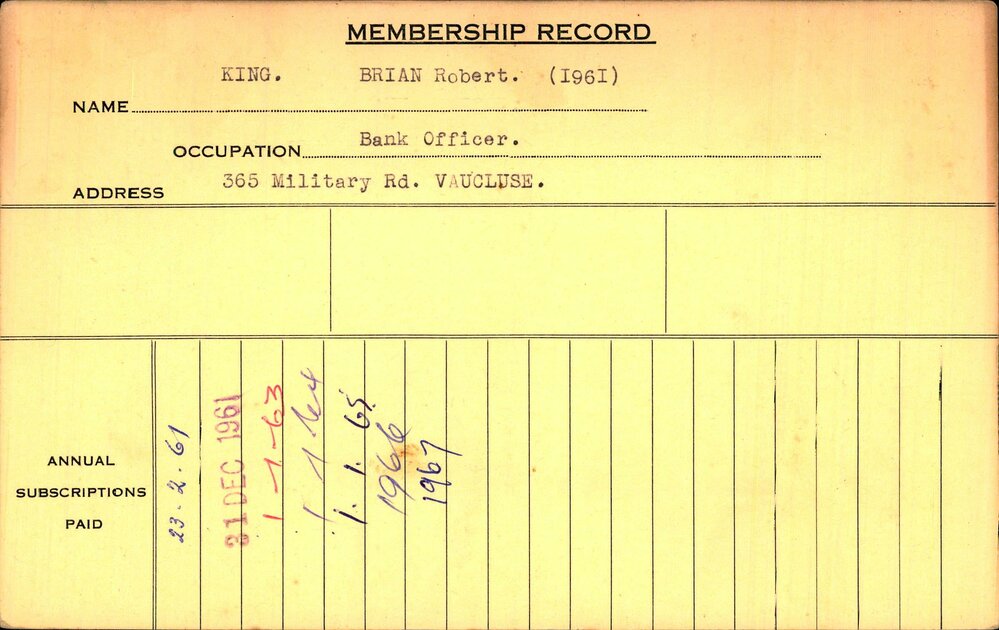 MEMBERSHIP RECORD
KING. BRIAN Robert. (I96I)
NAME
Bank Officer.
OCCUPATION
365 Military Rd. VAUCLUSE.
ADDRESS
ANNUAL
SUBSCRIPTIONS
PAID
23-2-61
31 DEC 1961
1-1-63
1 1 64
1.1.65.
1966
1967